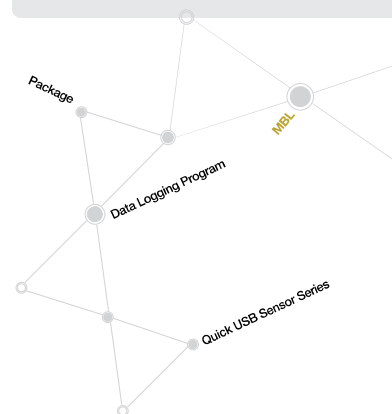 Package
MBL
Data Logging Program
Quick USB Sensor Series